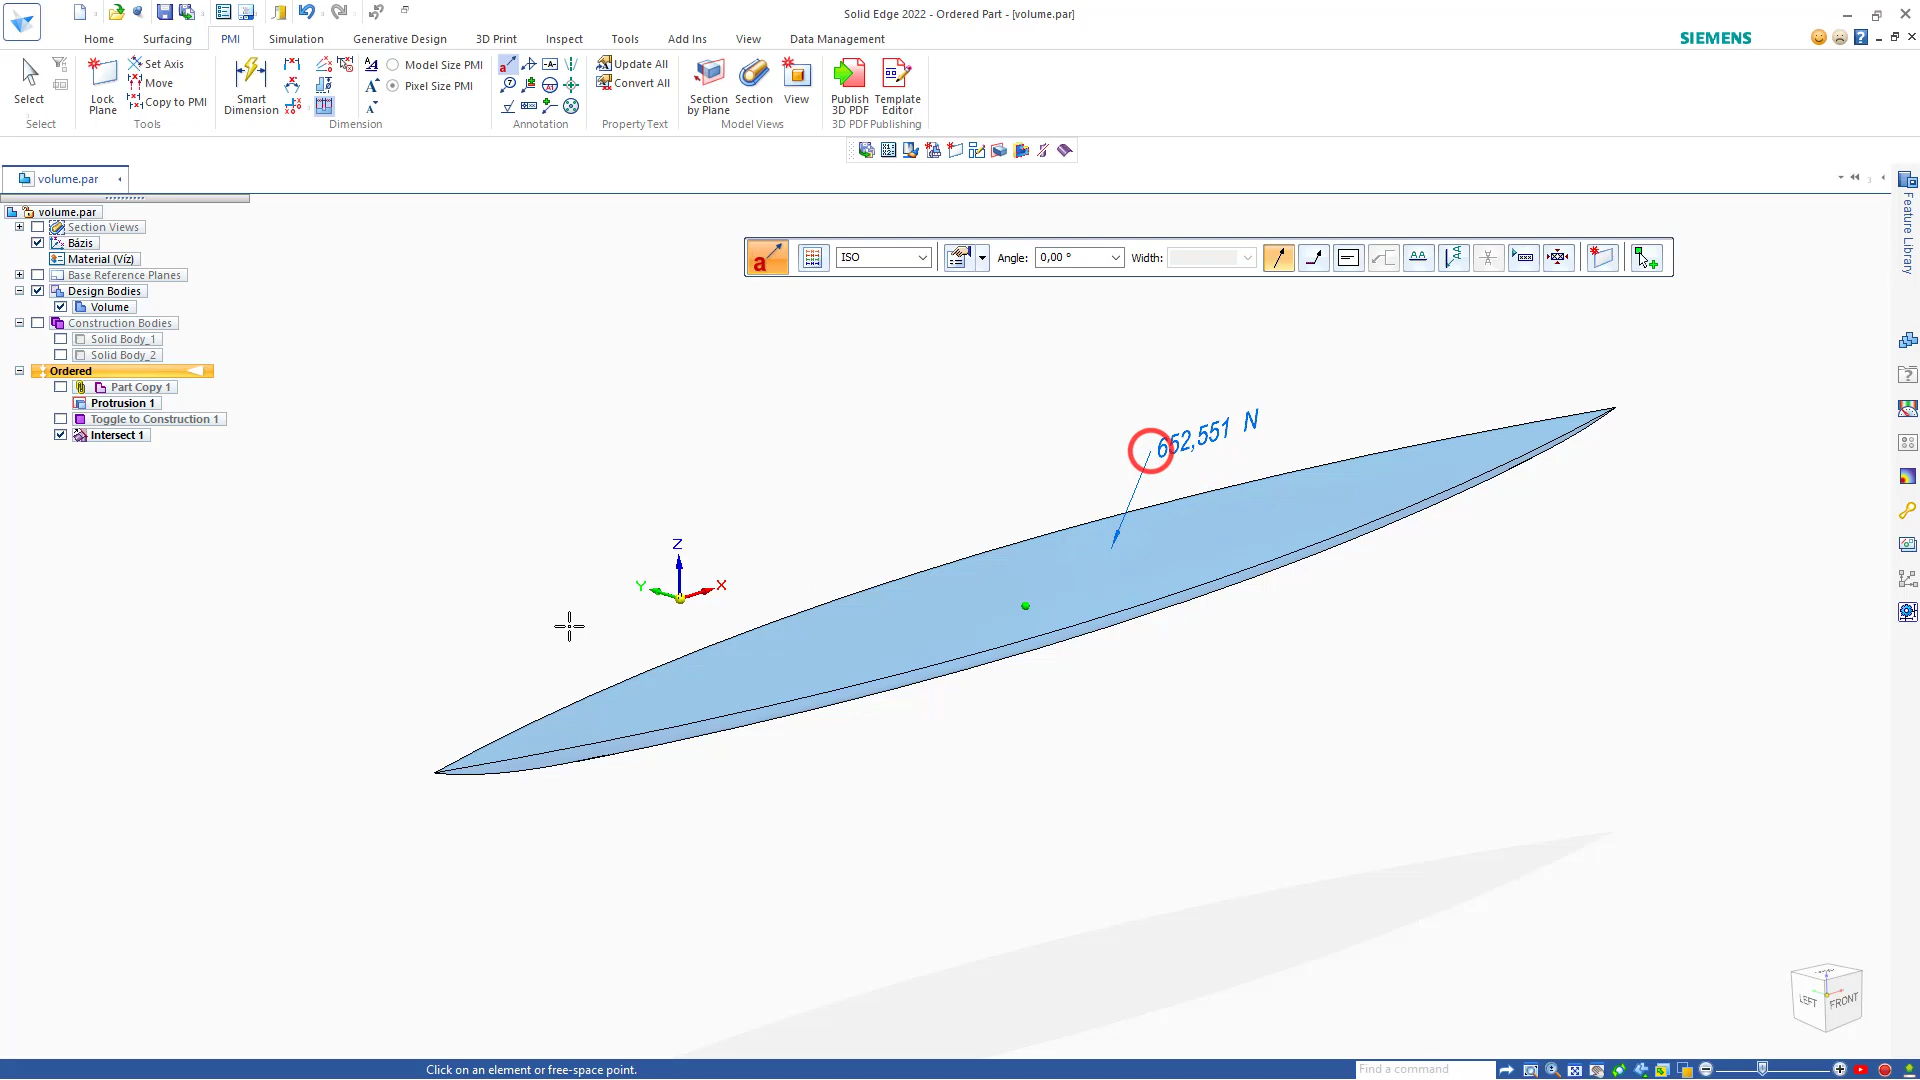 Solid Edge 2022 - Ordered Part - [volume.par]
Home Surfacing PMI Simulation Generative Design 3D Print Inspect Tools Add Ins View Data Management
SIEMENS
Select
Select
Lock Plane
Set Axis
Move
Copy to PMI
Tools
Smart Dimension
Model Size PMI
Pixel Size PMI
Dimension
Annotation
Update All
Convert All
Property Text
Section by Plane
Section
View
Model Views
Publish 3D PDF
Template Editor
3D PDF Publishing
volume.par
3
Feature Library
volume.par
Section Views
Bázis
Material (Víz)
Base Reference Planes
Design Bodies
Volume
Construction Bodies
Solid Body_1
Solid Body_2
Ordered
Part Copy 1
Protrusion 1
Toggle to Construction 1
Intersect 1
a ISO Angle: 0,00 ° Width:
652,551 N
Z
Y
X
LEFT
FRONT
Click on an element or free-space point.
Find a command